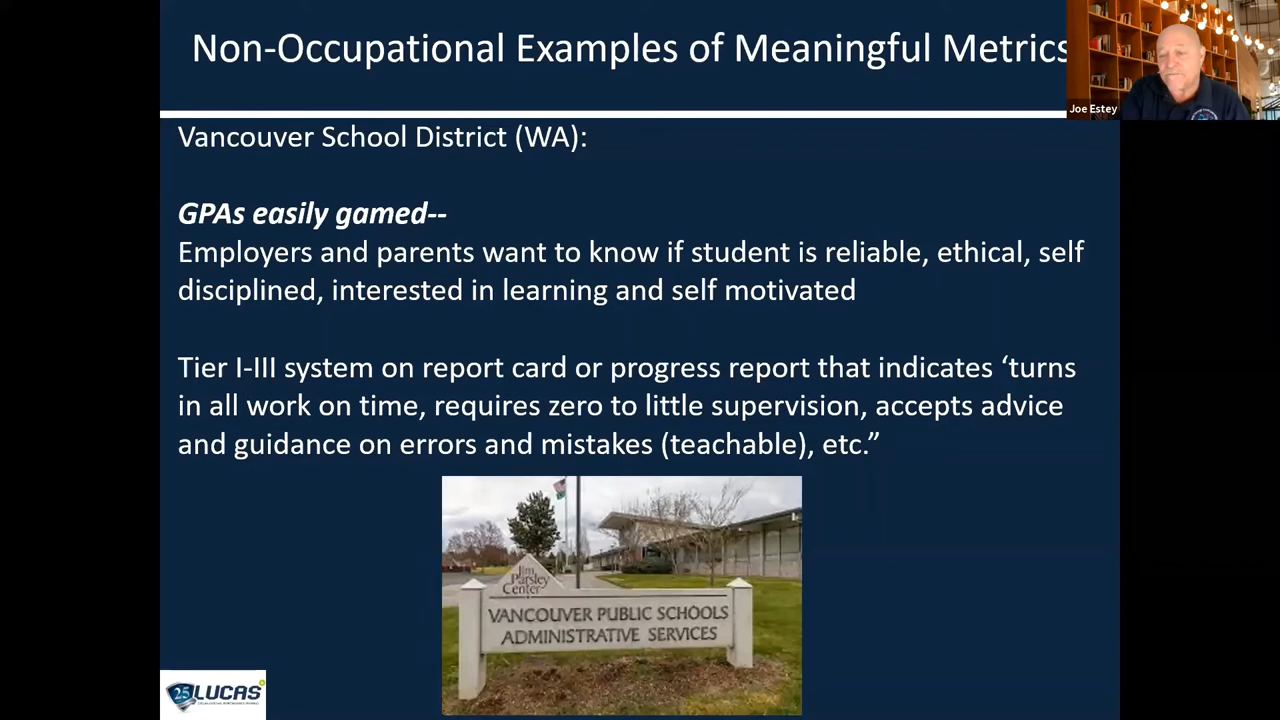 Non-Occupational Examples of Meaningful Metrics
Joe Estey
Vancouver School District (WA):
GPAs easily gamed--
Employers and parents want to know if student is reliable, ethical, self
disciplined, interested in learning and self motivated
Tier I-III system on report card or progress report that indicates ‘turns
in all work on time, requires zero to little supervision, accepts advice
and guidance on errors and mistakes (teachable), etc.”
Jim
Parsley
Center
VANCOUVER PUBLIC SCHOOLS
ADMINISTRATIVE SERVICES
25 LUCAS